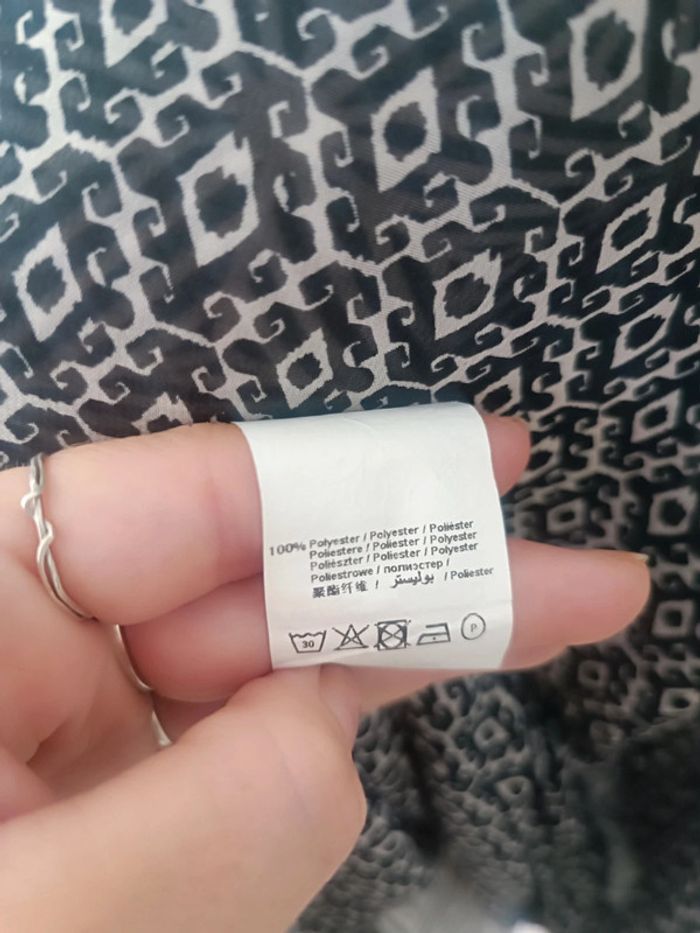 100% Polyester / Polyester / Poliéster
Poliestere / Poliester / Polyester
Poliészter / Poliester / Polyester
Poliestrowe / полиэстер /
聚酯纤维 / بوليستر / Poliester
30 P